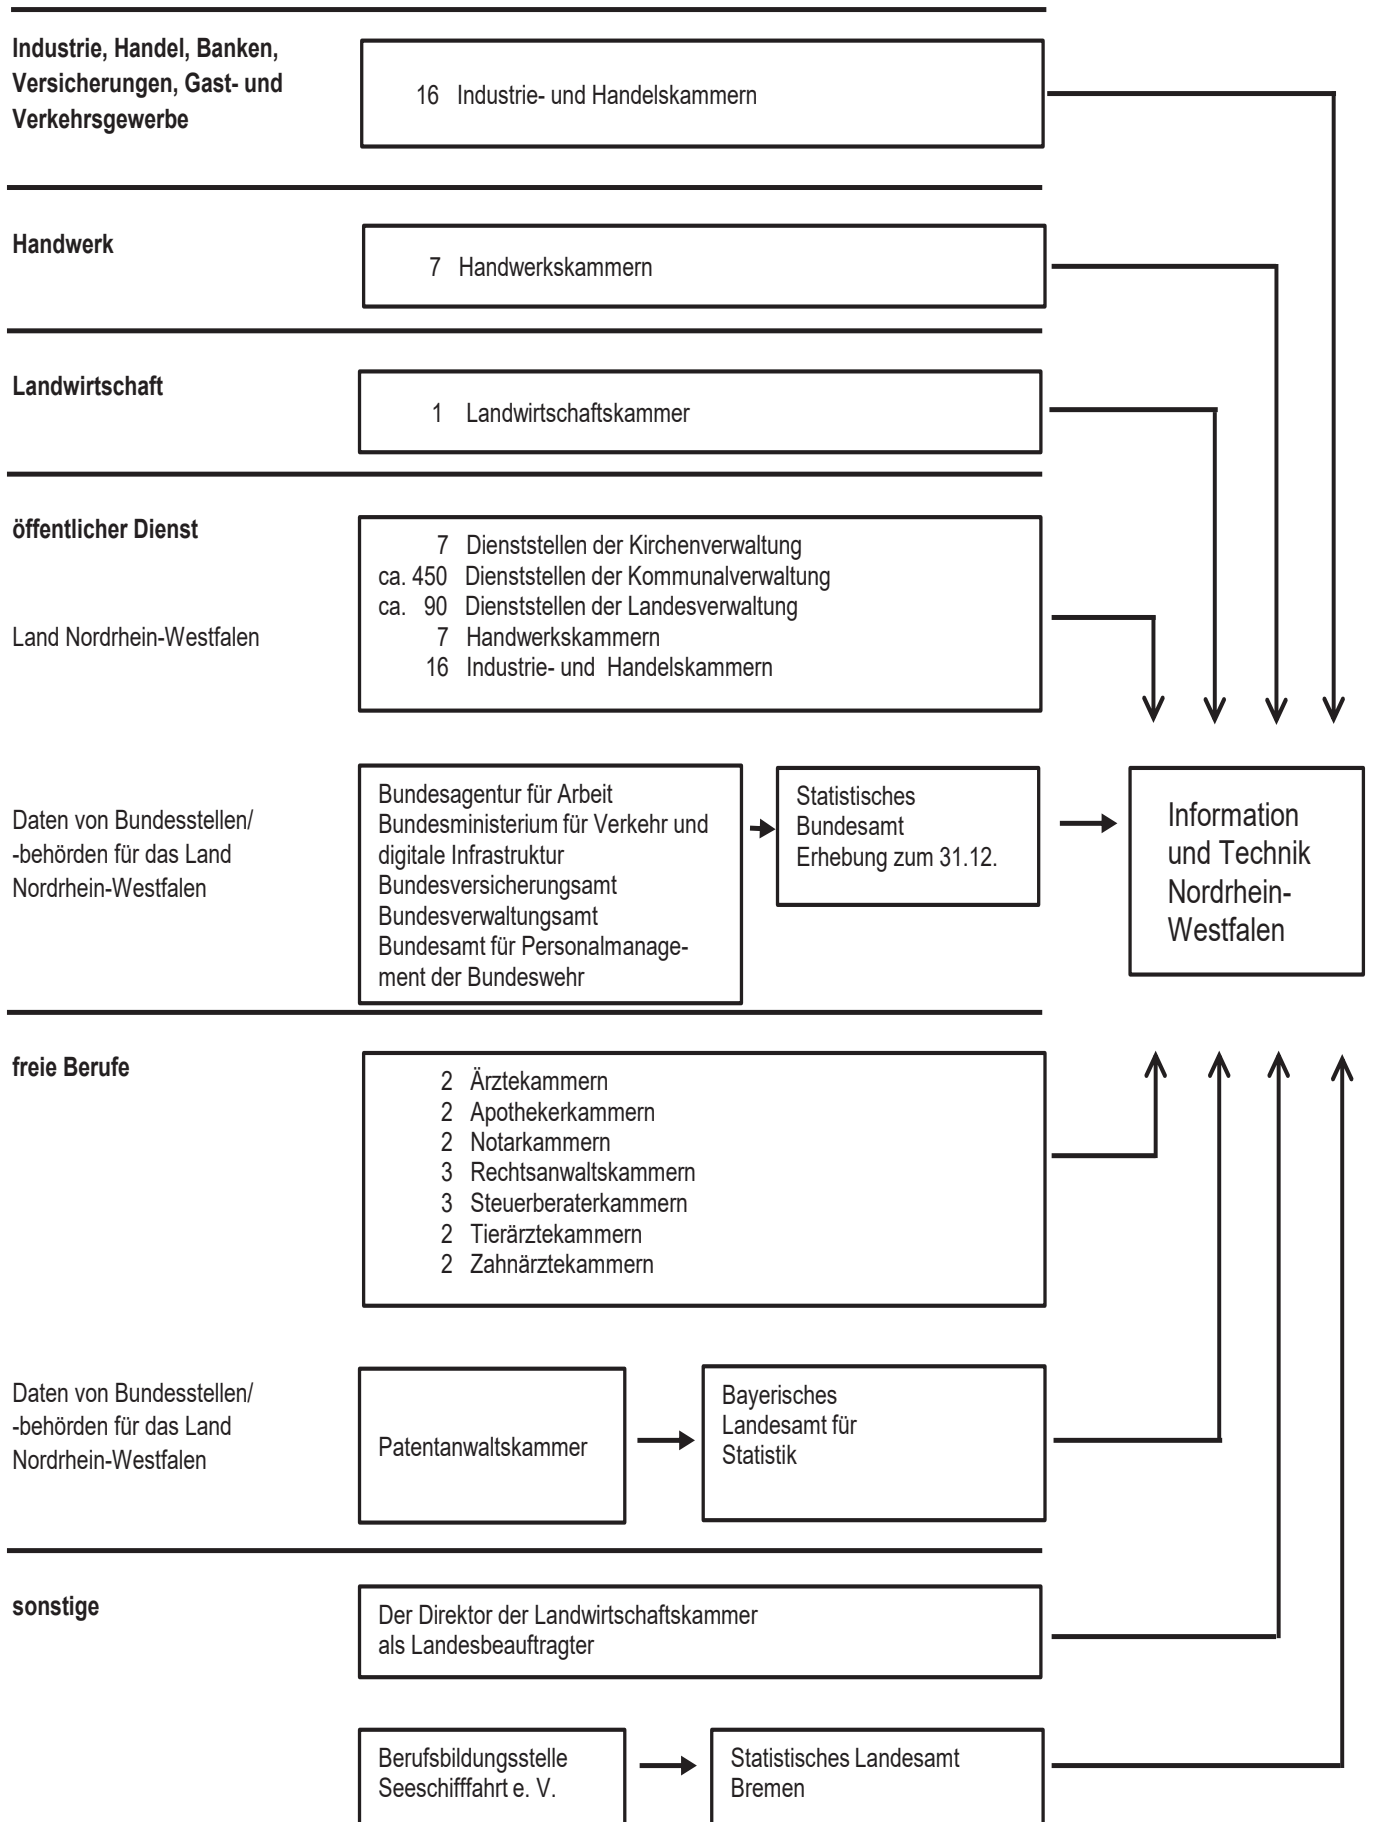 Industrie, Handel, Banken,
Versicherungen, Gast- und
Verkehrsgewerbe
16 Industrie- und Handelskammern
Handwerk
7 Handwerkskammern
Landwirtschaft
1 Landwirtschaftskammer
öffentlicher Dienst
Land Nordrhein-Westfalen
7 Dienststellen der Kirchenverwaltung
ca. 450 Dienststellen der Kommunalverwaltung
ca. 90 Dienststellen der Landesverwaltung
7 Handwerkskammern
16 Industrie- und Handelskammern
Daten von Bundesstellen/
-behörden für das Land
Nordrhein-Westfalen
Bundesagentur für Arbeit
Bundesministerium für Verkehr und
digitale Infrastruktur
Bundesversicherungsamt
Bundesverwaltungsamt
Bundesamt für Personalmanage-
ment der Bundeswehr
Statistisches
Bundesamt
Erhebung zum 31.12.
Information
und Technik
Nordrhein-
Westfalen
freie Berufe
2 Ärztekammern
2 Apothekerkammern
2 Notarkammern
3 Rechtsanwaltskammern
3 Steuerberaterkammern
2 Tierärztekammern
2 Zahnärztekammern
Daten von Bundesstellen/
-behörden für das Land
Nordrhein-Westfalen
Patentanwaltskammer
Bayerisches
Landesamt für
Statistik
sonstige
Der Direktor der Landwirtschaftskammer
als Landesbeauftragter
Berufsbildungsstelle
Seeschifffahrt e. V.
Statistisches Landesamt
Bremen